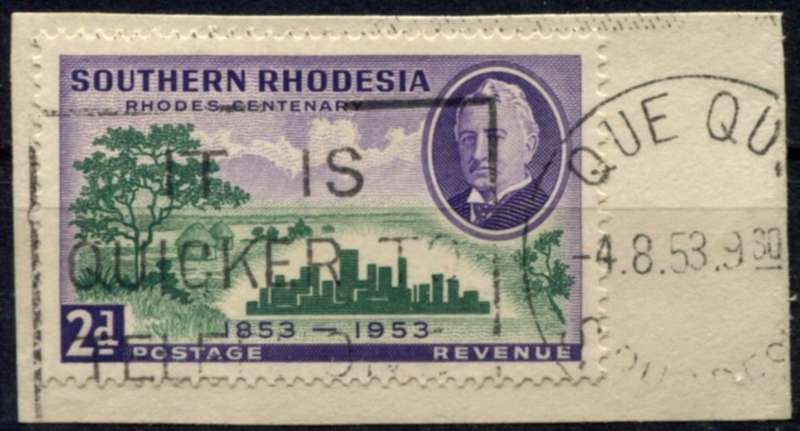 SOUTHERN RHODESIA
RHODES CENTENARY
IT IS
QUICKER TO
QUE QU
-4.8.53.9 30
1853 – 1953
2d
POSTAGE REVENUE